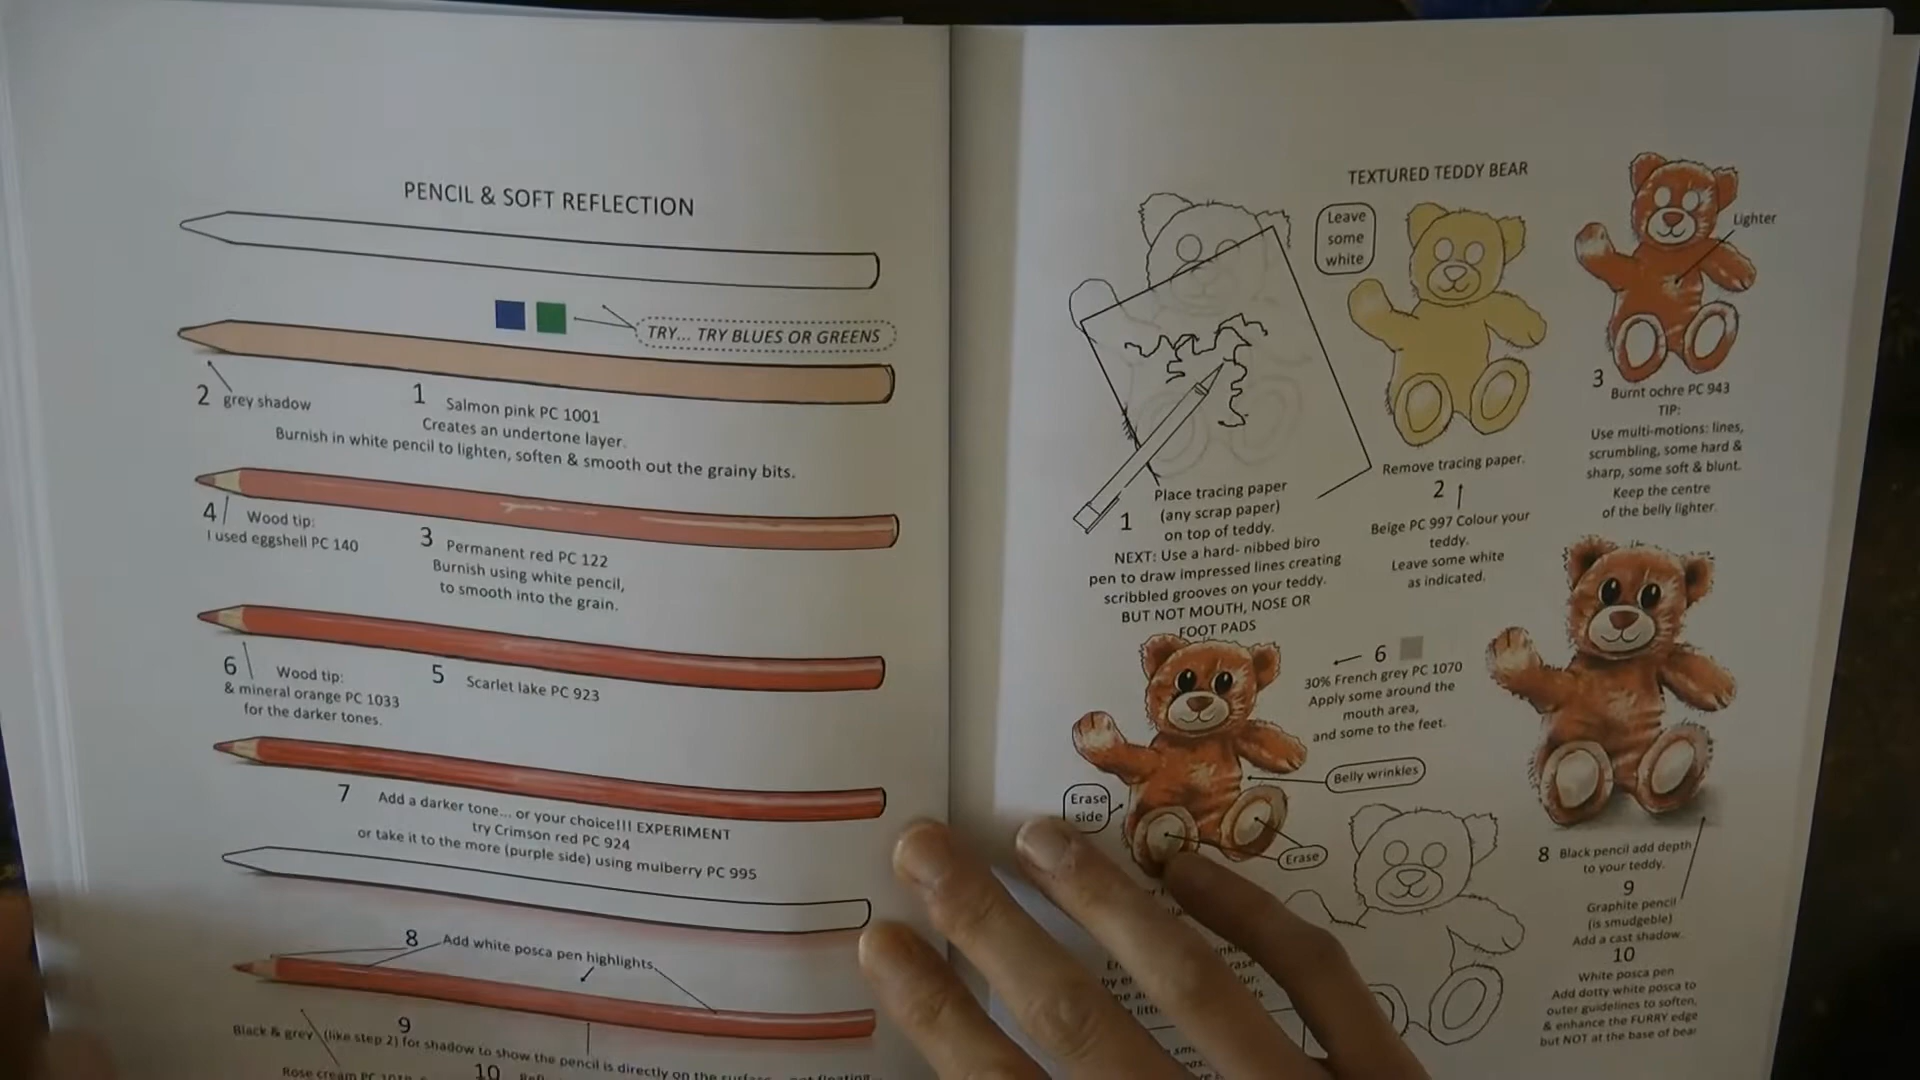 PENCIL & SOFT REFLECTION
TRY... TRY BLUES OR GREENS
2 grey shadow
1 Salmon pink PC 1001
Creates an undertone layer.
Burnish in white pencil to lighten, soften & smooth out the grainy bits.
4 Wood tip:
I used eggshell PC 140
3 Permanent red PC 122
Burnish using white pencil,
to smooth into the grain.
6 Wood tip:
& mineral orange PC 1033
for the darker tones.
5 Scarlet lake PC 923
7 Add a darker tone... or your choice!!! EXPERIMENT
try Crimson red PC 924
or take it to the more (purple side) using mulberry PC 995
8 Add white posca pen highlights
9
Black & grey (like step 2) for shadow to show the pencil is directly on the surface
10
Rose cream PC
TEXTURED TEDDY BEAR
Leave
some
white
Lighter
1 Place tracing paper
(any scrap paper)
on top of teddy.
NEXT: Use a hard- nibbed biro
pen to draw impressed lines creating
scribbled grooves on your teddy.
BUT NOT MOUTH, NOSE OR
FOOT PADS
Remove tracing paper.
2
Beige PC 997 Colour your
teddy.
Leave some white
as indicated.
3 Burnt ochre PC 943
TIP:
Use multi-motions: lines,
scrumbling, some hard &
sharp, some soft & blunt.
Keep the centre
of the belly lighter.
6
30% French grey PC 1070
Apply some around the
mouth area,
and some to the feet.
Belly wrinkles
Erase
side
Erase
8 Black pencil add depth
to your teddy.
9
Graphite pencil
(is smudgeble)
Add a cast shadow.
10
White posca pen
Add dotty white posca to
outer guidelines to soften,
& enhance the FURRY edge
but NOT at the base of bear